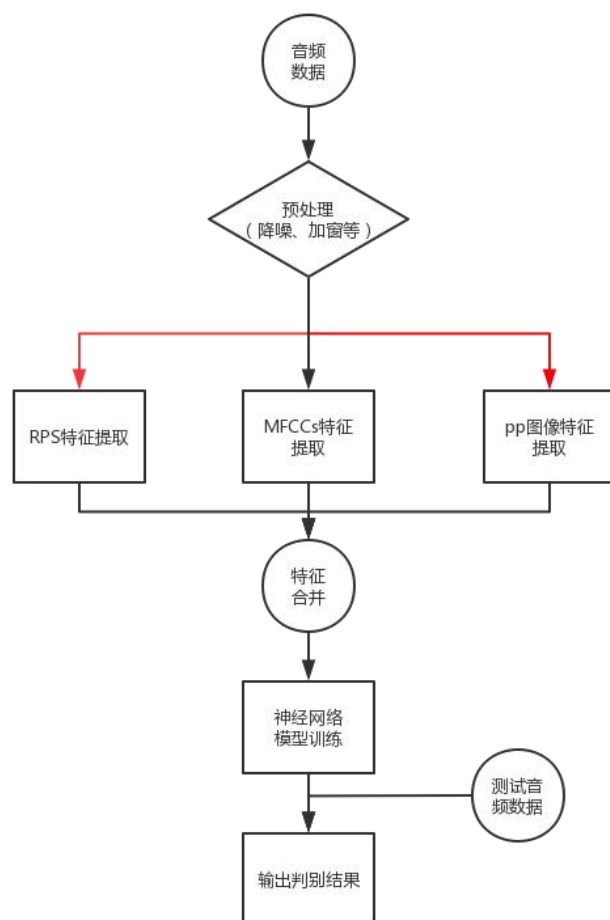 音频
数据
预处理
（降噪、加窗等）
RPS特征提取
MFCCs特征
提取
pp图像特征
提取
特征
合并
神经网络
模型训练
测试音
频数据
输出判别结果